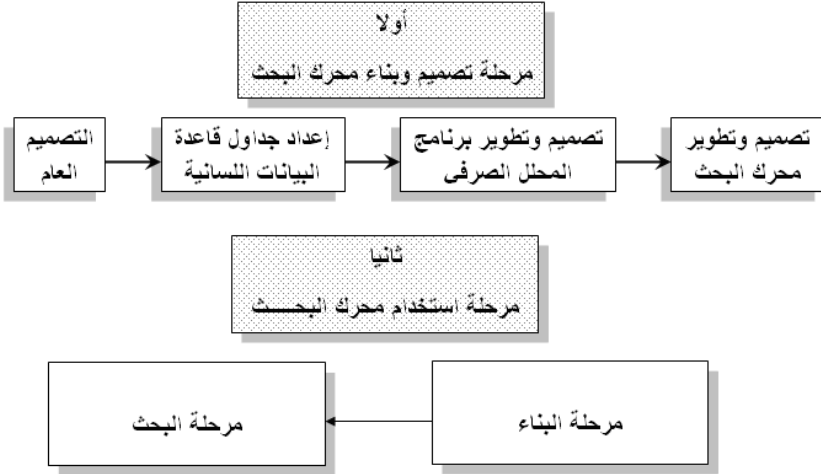 أولا
مرحلة تصميم وبناء محرك البحث
التصميم
العام
إعداد جداول قاعدة
البيانات اللسانية
تصميم وتطوير برنامج
المحلل الصرفى
تصميم وتطوير
محرك البحث
ثانيا
مرحلة استخدام محرك البحـــــث
مرحلة البناء
مرحلة البحث